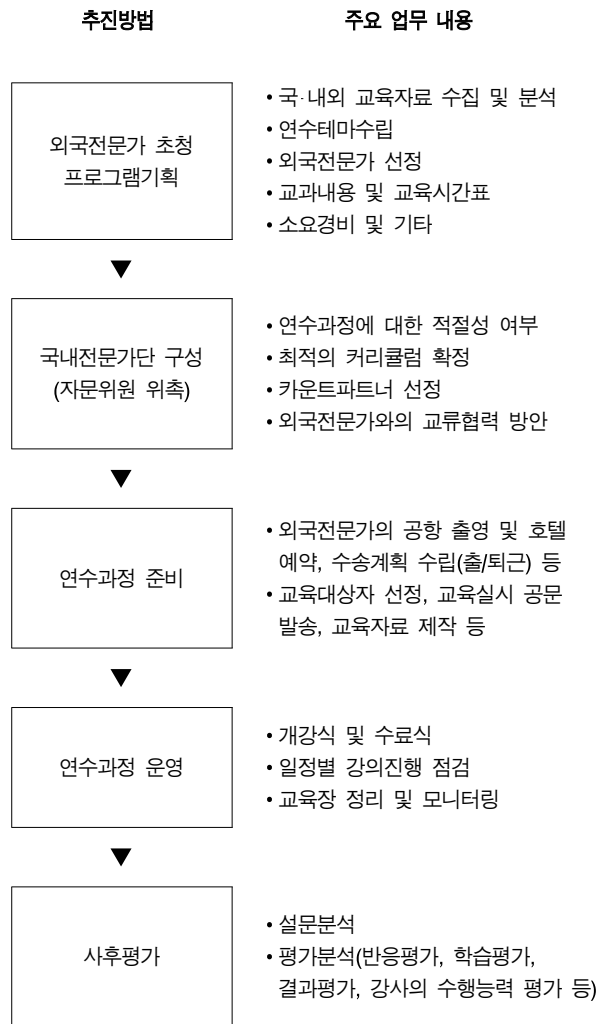 추진방법 주요 업무 내용
외국전문가 초청
프로그램기획
• 국·내외 교육자료 수집 및 분석
• 연수테마수립
• 외국전문가 선정
• 교과내용 및 교육시간표
• 소요경비 및 기타
▼
국내전문가단 구성
(자문위원 위촉)
• 연수과정에 대한 적절성 여부
• 최적의 커리큘럼 확정
• 카운트파트너 선정
• 외국전문가와의 교류협력 방안
▼
연수과정 준비
• 외국전문가의 공항 출영 및 호텔
예약, 수송계획 수립(출/퇴근) 등
• 교육대상자 선정, 교육실시 공문
발송, 교육자료 제작 등
▼
연수과정 운영
• 개강식 및 수료식
• 일정별 강의진행 점검
• 교육장 정리 및 모니터링
▼
사후평가
• 설문분석
• 평가분석(반응평가, 학습평가,
결과평가, 강사의 수행능력 평가 등)